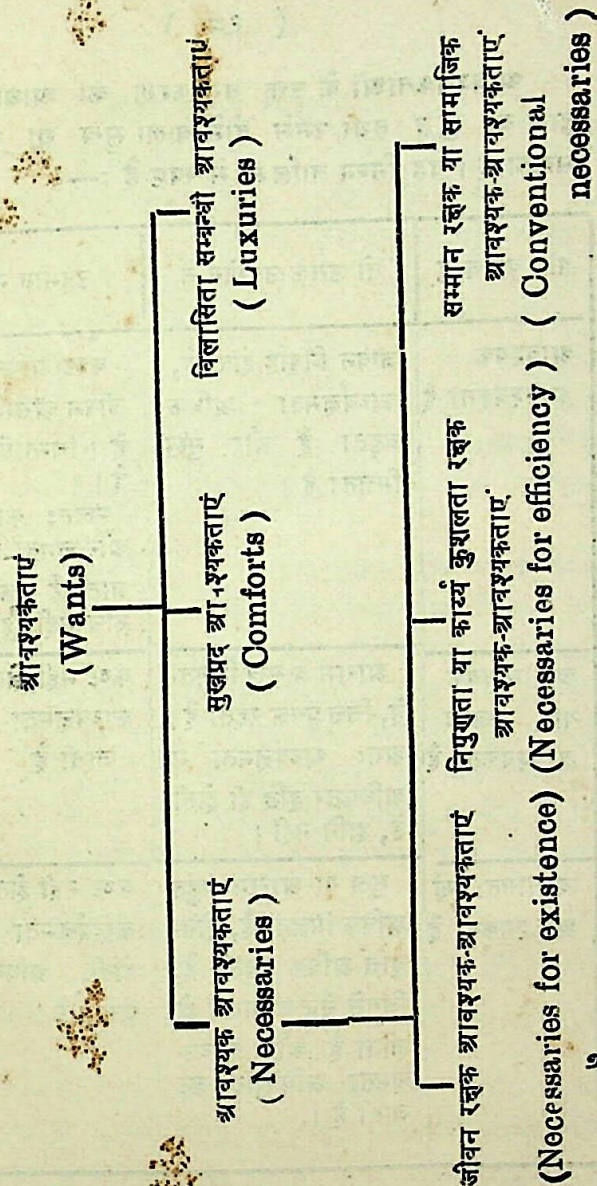 आवश्यकताएं
(Wants)
आवश्यक आवश्यकताएं
( Necessaries )
सुखप्रद आवश्यकताएं
( Comforts )
विलासिता सम्बन्धी आवश्यकताएं
( Luxuries )
जीवन रक्षक आवश्यक-आवश्यकताएं
(Necessaries for existence)
निपुणता या कार्य्य कुशलता रक्षक
आवश्यक-आवश्यकताएं
(Necessaries for efficiency )
सम्मान रक्षक या सामाजिक
आवश्यक-आवश्यकताएं
( Conventional
necessaries )
७